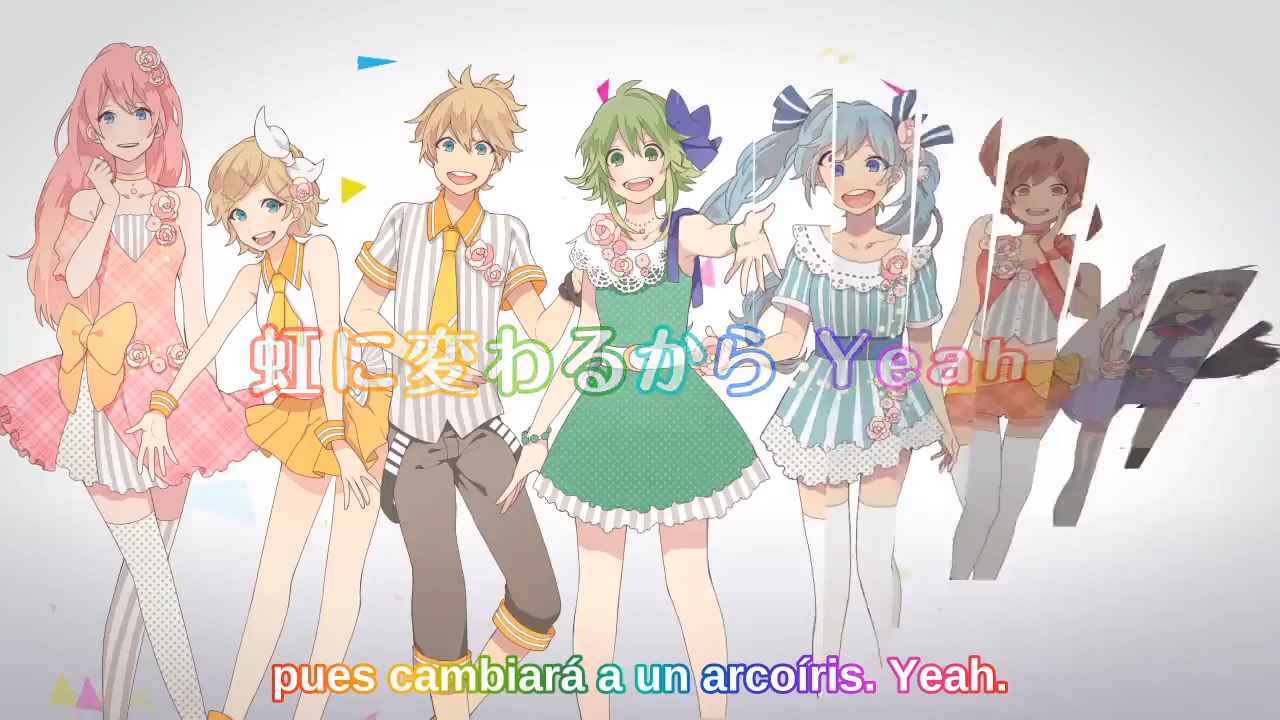 虹に変わるから Yeah
pues cambiará a un arcoíris. Yeah.